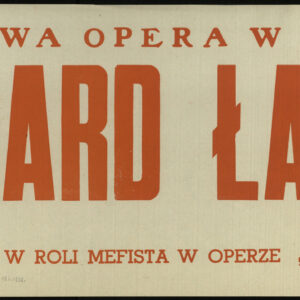 WA OPERA W
ARD ŁA
W ROLI MEFISTA W OPERZE